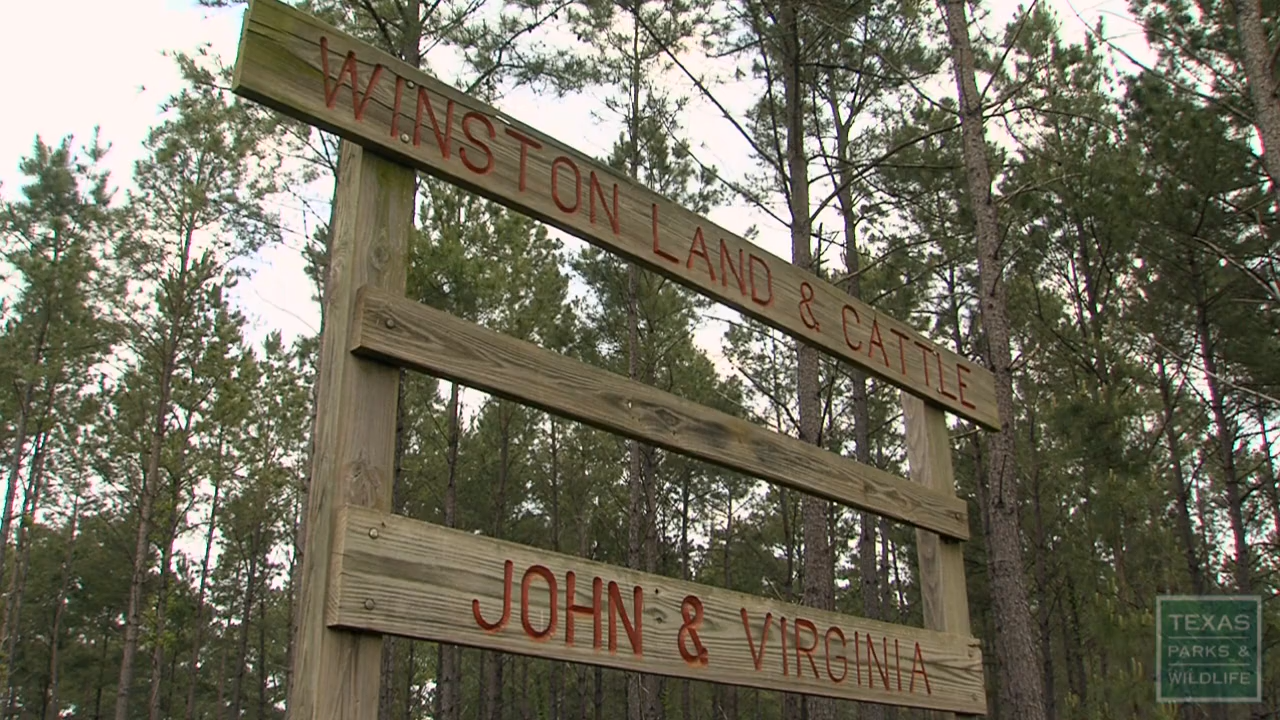 WINSTON LAND & CATTLE
JOHN & VIRGINIA
TEXAS
PARKS &
WILDLIFE